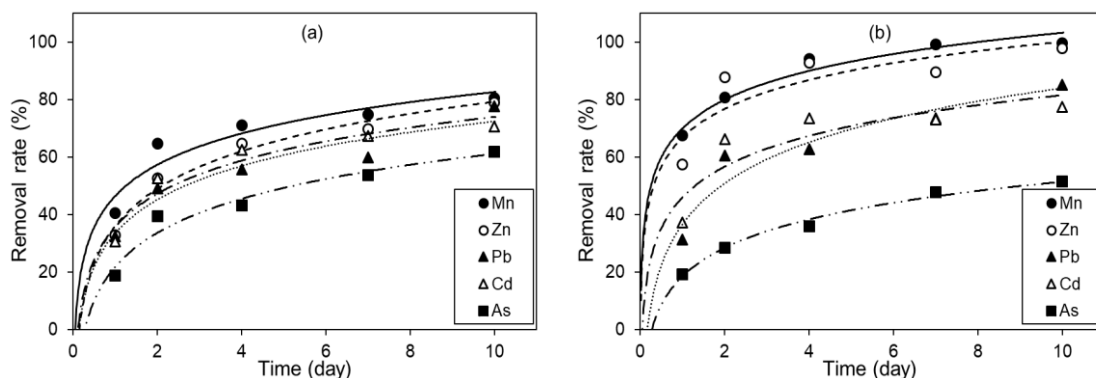 (a)
Removal rate (%)
100
80
60
40
20
0
0 2 4 6 8 10
Time (day)
Mn
Zn
Pb
Cd
As
(b)
Removal rate (%)
100
80
60
40
20
0
0 2 4 6 8 10
Time (day)
Mn
Zn
Pb
Cd
As